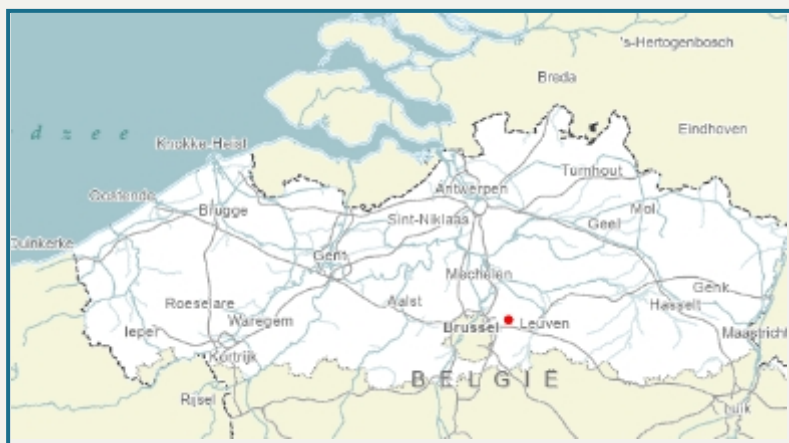 's-Hertogenbosch
Breda
d z e e
Eindhoven
Knokke-Heist
Turnhout
Antwerpen
Oostende
Mol
Brugge
Sint-Niklaas
Geel
Duinkerke
Gent
Mechelen
Genk
Roeselare
Aalst
Hasselt
Waregem
Ieper
Brussel
Leuven
Maastricht
Kortrijk
BELGIË
Rijsel
Luik